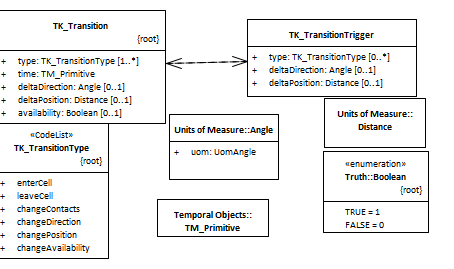 TK_Transition
{root}
+ type: TK_TransitionType [1..*]
+ time: TM_Primitive
+ deltaDirection: Angle [0..1]
+ deltaPosition: Distance [0..1]
+ availability: Boolean [0..1]
TK_TransitionTrigger
+ type: TK_TransitionType [0..*]
+ deltaDirection: Angle [0..1]
+ deltaPosition: Distance [0..1]
«CodeList»
TK_TransitionType
{root}
+ enterCell
+ leaveCell
+ changeContacts
+ changeDirection
+ changePosition
+ changeAvailability
Units of Measure::Angle
+ uom: UomAngle
Units of Measure::
Distance
«enumeration»
Truth::Boolean
{root}
TRUE = 1
FALSE = 0
Temporal Objects::
TM_Primitive